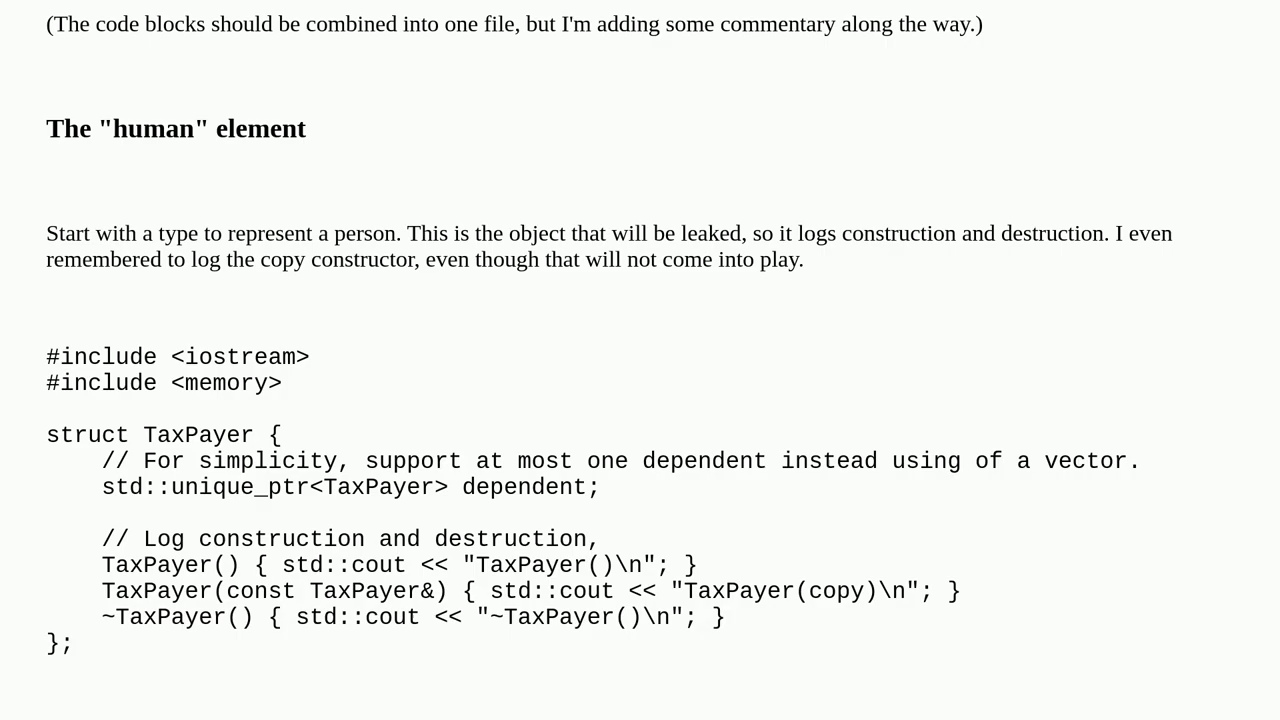 (The code blocks should be combined into one file, but I'm adding some commentary along the way.)
The "human" element
Start with a type to represent a person. This is the object that will be leaked, so it logs construction and destruction. I even
remembered to log the copy constructor, even though that will not come into play.
#include <iostream>
#include <memory>
struct TaxPayer {
    // For simplicity, support at most one dependent instead using of a vector.
    std::unique_ptr<TaxPayer> dependent;
    // Log construction and destruction,
    TaxPayer() { std::cout << "TaxPayer()\n"; }
    TaxPayer(const TaxPayer&) { std::cout << "TaxPayer(copy)\n"; }
    ~TaxPayer() { std::cout << "~TaxPayer()\n"; }
};